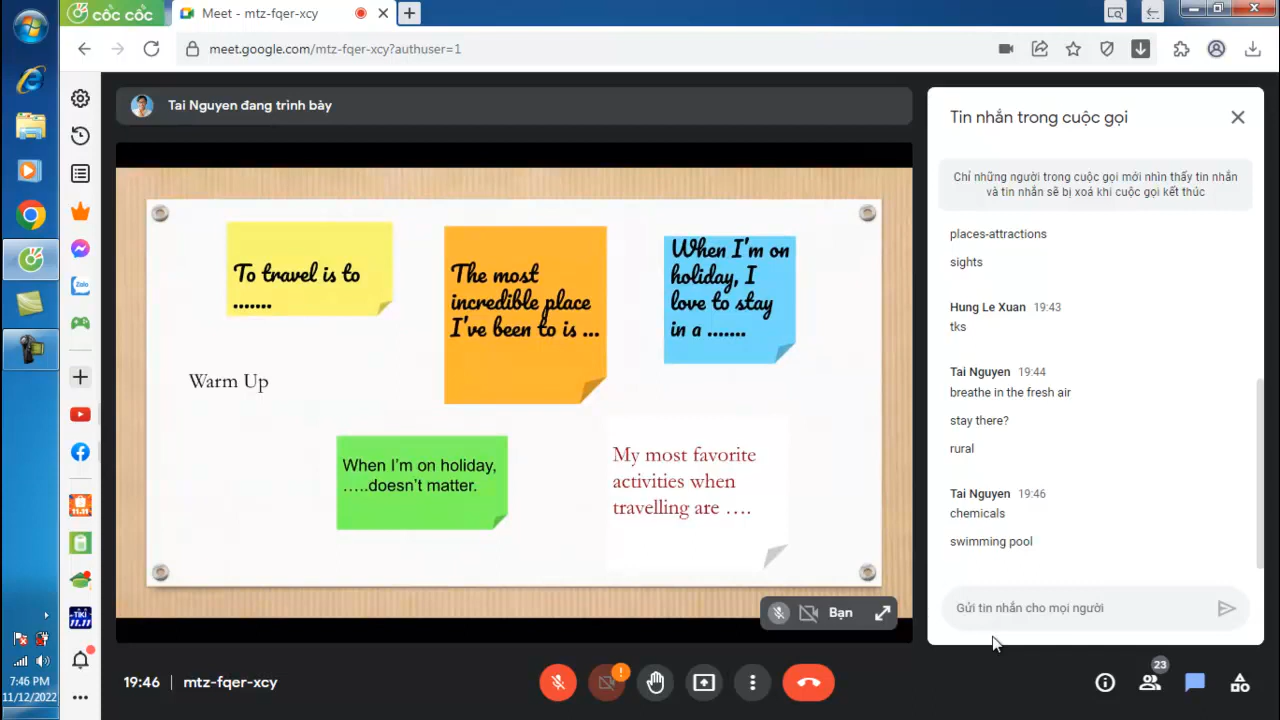 cốc cốc
Meet - mtz-fqer-xcy
meet.google.com/mtz-fqer-xcy?authuser=1
Tai Nguyen đang trình bày
To travel is to
.......
The most
incredible place
I've been to is ...
When I'm on
holiday, I
love to stay
in a .......
Warm Up
When I'm on holiday,
…..doesn't matter.
My most favorite
activities when
travelling are ….
Bạn
Tin nhắn trong cuộc gọi
Chỉ những người trong cuộc gọi mới nhìn thấy tin nhắn
và tin nhắn sẽ bị xoá khi cuộc gọi kết thúc
places-attractions
sights
Hung Le Xuan 19:43
tks
Tai Nguyen 19:44
breathe in the fresh air
stay there?
rural
Tai Nguyen 19:46
chemicals
swimming pool
Gửi tin nhắn cho mọi người
Zalo
11.11
TIKI
11.11
19:46 | mtz-fqer-xcy
23
7:46 PM
11/12/2022